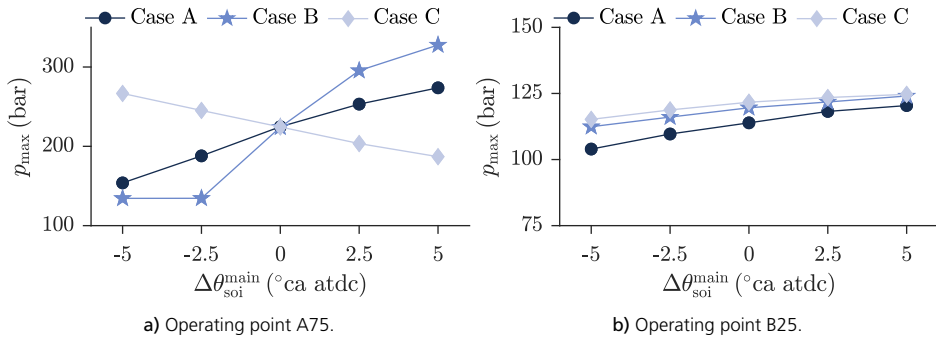 Case A Case B Case C
300
200
100
p_max (bar)
-5 -2.5 0 2.5 5
Δθ_soi^main (°ca atdc)
a) Operating point A75.
Case A Case B Case C
150
125
100
75
p_max (bar)
-5 -2.5 0 2.5 5
Δθ_soi^main (°ca atdc)
b) Operating point B25.